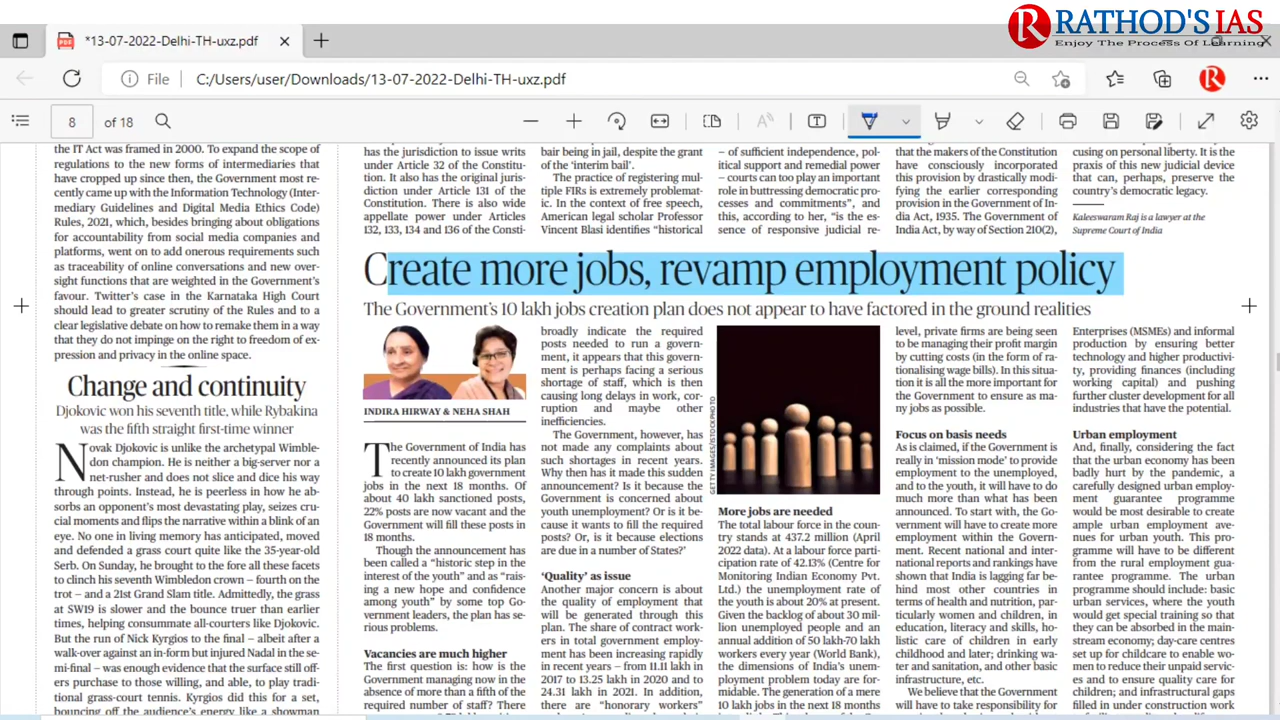 RATHOD'S IAS
Enjoy The Process Of Learning
*13-07-2022-Delhi-TH-uxz.pdf
File
C:/Users/user/Downloads/13-07-2022-Delhi-TH-uxz.pdf
8 of 18
the IT Act was framed in 2000. To expand the scope of
regulations to the new forms of intermediaries that
have cropped up since then, the Government most re-
cently came up with the Information Technology (Inter-
mediary Guidelines and Digital Media Ethics Code)
Rules, 2021, which, besides bringing about obligations
for accountability from social media companies and
platforms, went on to add onerous requirements such
as traceability of online conversations and new over-
sight functions that are weighted in the Government's
favour. Twitter's case in the Karnataka High Court
should lead to greater scrutiny of the Rules and to a
clear legislative debate on how to remake them in a way
that they do not impinge on the right to freedom of ex-
pression and privacy in the online space.
Change and continuity
Djokovic won his seventh title, while Rybakina
was the fifth straight first-time winner
Novak Djokovic is unlike the archetypal Wimble-
don champion. He is neither a big-server nor a
net-rusher and does not slice and dice his way
through points. Instead, he is peerless in how he ab-
sorbs an opponent's most devastating play, seizes cru-
cial moments and flips the narrative within a blink of an
eye. No one in living memory has anticipated, moved
and defended a grass court quite like the 35-year-old
Serb. On Sunday, he brought to the fore all these facets
to clinch his seventh Wimbledon crown – fourth on the
trot – and a 21st Grand Slam title. Admittedly, the grass
at SW19 is slower and the bounce truer than earlier
times, helping consummate all-courters like Djokovic.
But the run of Nick Kyrgios to the final – albeit after a
walk-over against an in-form but injured Nadal in the se-
mi-final – was enough evidence that the surface still off-
ers purchase to those willing, and able, to play tradi-
tional grass-court tennis. Kyrgios did this for a set,
bouncing off the audience's energy like a showman
has the jurisdiction to issue writs
under Article 32 of the Constitu-
tion. It also has the original juris-
diction under Article 131 of the
Constitution. There is also wide
appellate power under Articles
132, 133, 134 and 136 of the Consti-
bair being in jail, despite the grant
of the 'interim bail'.
The practice of registering mul-
tiple FIRs is extremely problemat-
ic. In the context of free speech,
American legal scholar Professor
Vincent Blasi identifies "historical
– of sufficient independence, pol-
itical support and remedial power
– courts can too play an important
role in buttressing democratic pro-
cesses and commitments", and
this, according to her, "is the es-
sence of responsive judicial re-
that the makers of the Constitution
have consciously incorporated
this provision by drastically modi-
fying the earlier corresponding
provision in the Government of In-
dia Act, 1935. The Government of
India Act, by way of Section 210(2),
cusing on personal liberty. It is the
praxis of this new judicial device
that can, perhaps, preserve the
country's democratic legacy.
Kaleeswaram Raj is a lawyer at the
Supreme Court of India
Create more jobs, revamp employment policy
The Government's 10 lakh jobs creation plan does not appear to have factored in the ground realities
INDIRA HIRWAY & NEHA SHAH
The Government of India has
recently announced its plan
to create 10 lakh government
jobs in the next 18 months. Of
about 40 lakh sanctioned posts,
22% posts are now vacant and the
Government will fill these posts in
18 months.
Though the announcement has
been called a "historic step in the
interest of the youth" and as "rais-
ing a new hope and confidence
among youth" by some top Go-
vernment leaders, the plan has se-
rious problems.
Vacancies are much higher
The first question is: how is the
Government managing now in the
absence of more than a fifth of the
broadly indicate the required
posts needed to run a govern-
ment, it appears that this govern-
ment is perhaps facing a serious
shortage of staff, which is then
causing long delays in work, cor-
ruption and maybe other
inefficiencies.
The Government, however, has
not made any complaints about
such shortages in recent years.
Why then has it made this sudden
announcement? Is it because the
Government is concerned about
youth unemployment? Or is it be-
cause it wants to fill the required
posts? Or, is it because elections
are due in a number of States?'
'Quality' as issue
Another major concern is about
the quality of employment that
will be generated through this
plan. The share of contract work-
ers in total government employ-
ment has been increasing rapidly
in recent years – from 11.11 lakh in
2017 to 13.25 lakh in 2020 and to
24.31 lakh in 2021. In addition,
there are "honorary workers"
GETTY IMAGES/ISTOCKPHOTO
More jobs are needed
The total labour force in the coun-
try stands at 437.2 million (April
2022 data). At a labour force parti-
cipation rate of 42.13% (Centre for
Monitoring Indian Economy Pvt.
Ltd.) the unemployment rate of
the youth is about 20% at present.
Given the backlog of about 30 mil-
lion unemployed people and an
annual addition of 50 lakh-70 lakh
workers every year (World Bank),
the dimensions of India's unem-
ployment problem today are for-
midable. The generation of a mere
10 lakh jobs in the next 18 months
level, private firms are being seen
to be managing their profit margin
by cutting costs (in the form of ra-
tionalising wage bills). In this situa-
tion it is all the more important for
the Government to ensure as ma-
ny jobs as possible.
Focus on basis needs
As is claimed, if the Government is
really in 'mission mode' to provide
employment to the unemployed,
and to the youth, it will have to do
much more than what has been
announced. To start with, the Go-
vernment will have to create more
employment within the Govern-
ment. Recent national and inter-
national reports and rankings have
shown that India is lagging far be-
hind most other countries in
terms of health and nutrition, par-
ticularly women and children, in
education, literacy and skills, ho-
listic care of children in early
childhood and later; drinking wa-
ter and sanitation, and other basic
infrastructure, etc.
We believe that the Government
will have to take responsibility for
Enterprises (MSMEs) and informal
production by ensuring better
technology and higher productivi-
ty, providing finances (including
working capital) and pushing
further cluster development for all
industries that have the potential.
Urban employment
And, finally, considering the fact
that the urban economy has been
badly hurt by the pandemic, a
carefully designed urban employ-
ment guarantee programme
would be most desirable to create
ample urban employment ave-
nues for urban youth. This pro-
gramme will have to be different
from the rural employment gua-
rantee programme. The urban
programme should include: basic
urban services, where the youth
would get special training so that
they can be absorbed in the main-
stream economy; day-care centres
set up for childcare to enable wo-
men to reduce their unpaid servic-
es and to ensure quality care for
children; and infrastructural gaps
filled in under construction work